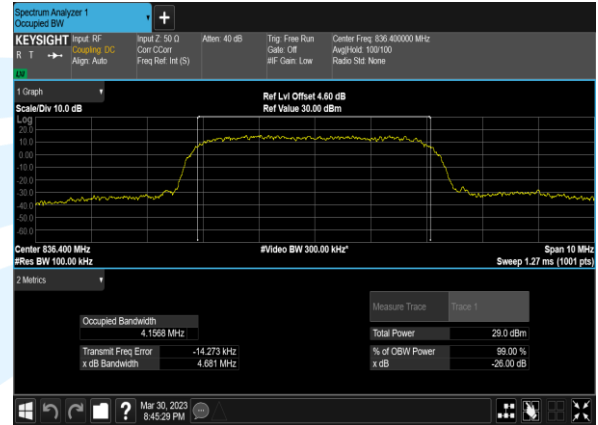 Spectrum Analyzer 1
Occupied BW
KEYSIGHT
R T
LXI
Input: RF
Coupling: DC
Align: Auto
Input Z: 50 Ω
Corr CCorr
Freq Ref: Int (S)
Atten: 40 dB
Trig: Free Run
Gate: Off
#IF Gain: Low
Center Freq: 836.400000 MHz
Avg|Hold: 100/100
Radio Std: None
1 Graph
Scale/Div 10.0 dB
Ref Lvl Offset 4.60 dB
Ref Value 30.00 dBm
Log
20.0
10.0
0.00
-10.0
-20.0
-30.0
-40.0
-50.0
-60.0
Center 836.400 MHz
#Video BW 300.00 kHz*
Span 10 MHz
#Res BW 100.00 kHz
Sweep 1.27 ms (1001 pts)
2 Metrics
Measure Trace
Trace 1
Occupied Bandwidth
4.1568 MHz
Total Power
29.0 dBm
Transmit Freq Error
-14.273 kHz
% of OBW Power
99.00 %
x dB Bandwidth
4.681 MHz
x dB
-26.00 dB
?
Mar 30, 2023
8:45:29 PM